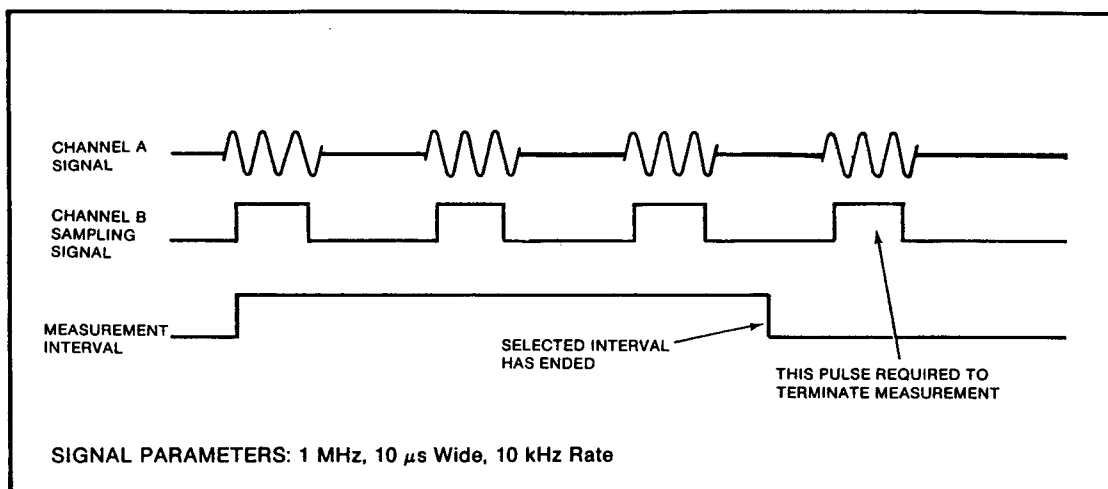 CHANNEL A
SIGNAL
CHANNEL B
SAMPLING
SIGNAL
MEASUREMENT
INTERVAL
SELECTED INTERVAL
HAS ENDED
THIS PULSE REQUIRED TO
TERMINATE MEASUREMENT
SIGNAL PARAMETERS: 1 MHz, 10 μs Wide, 10 kHz Rate